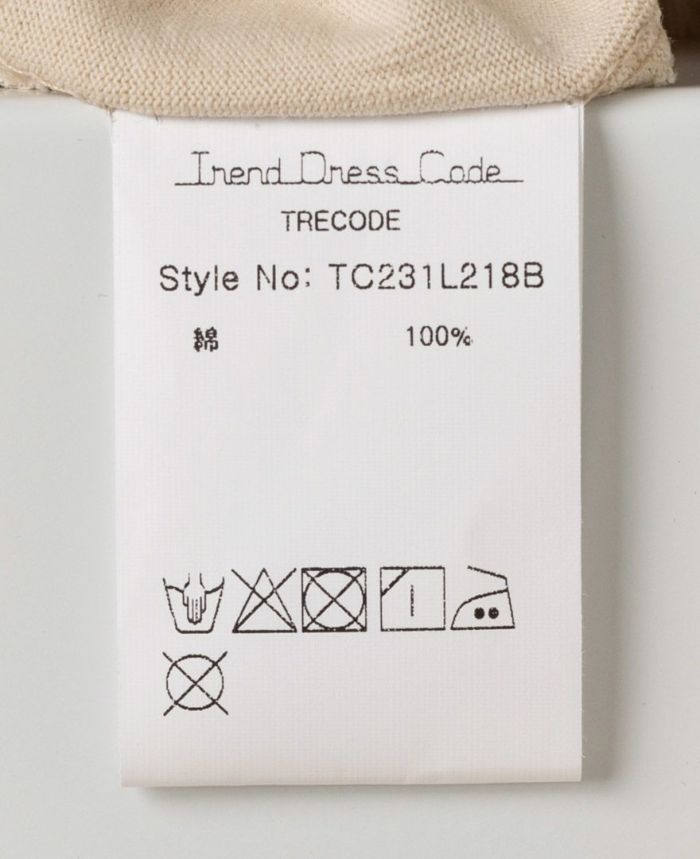 Trend Dress Code
TRECODE
Style No: TC231L218B
綿 100%